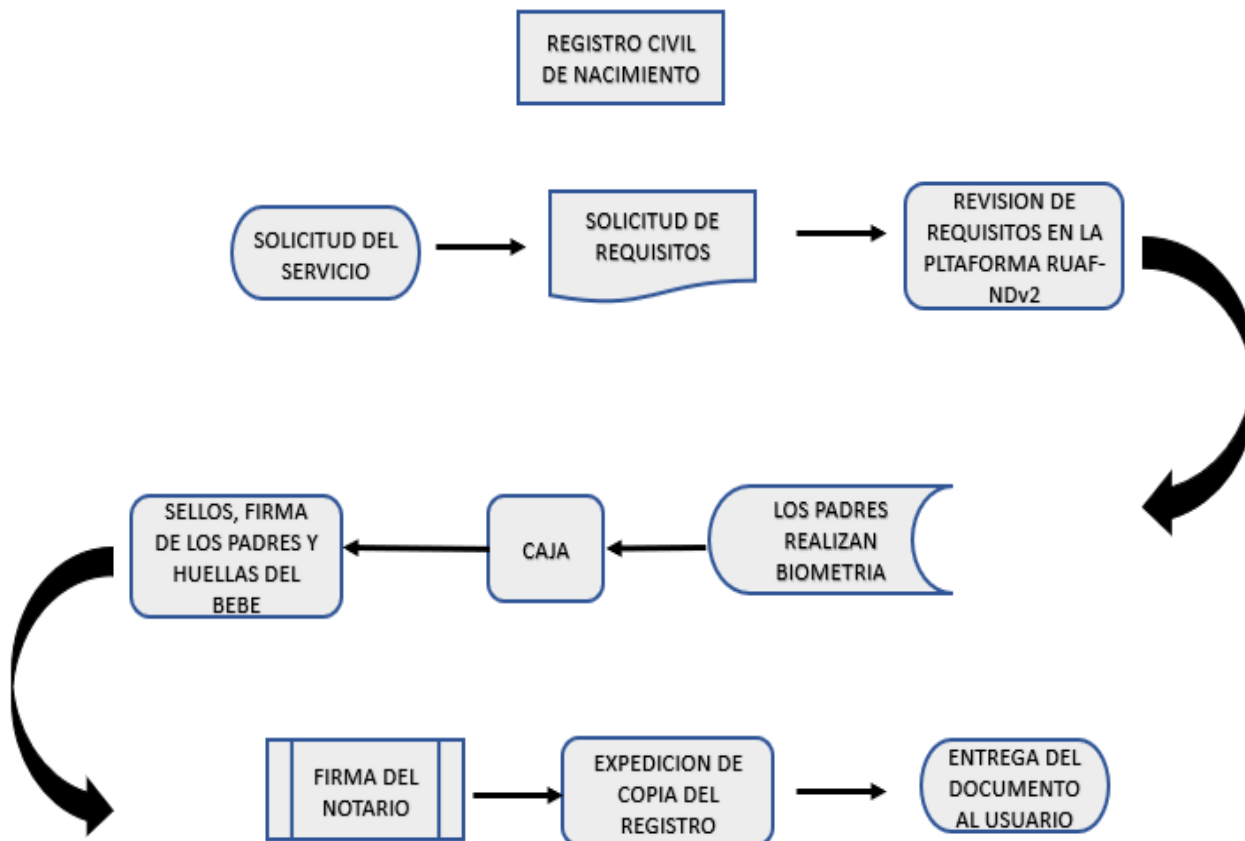 REGISTRO CIVIL
DE NACIMIENTO
SOLICITUD DEL
SERVICIO
SOLICITUD DE
REQUISITOS
REVISION DE
REQUISITOS EN LA
PLTAFORMA RUAF-
NDv2
LOS PADRES
REALIZAN
BIOMETRIA
CAJA
SELLOS, FIRMA
DE LOS PADRES Y
HUELLAS DEL
BEBE
FIRMA DEL
NOTARIO
EXPEDICION DE
COPIA DEL
REGISTRO
ENTREGA DEL
DOCUMENTO
AL USUARIO